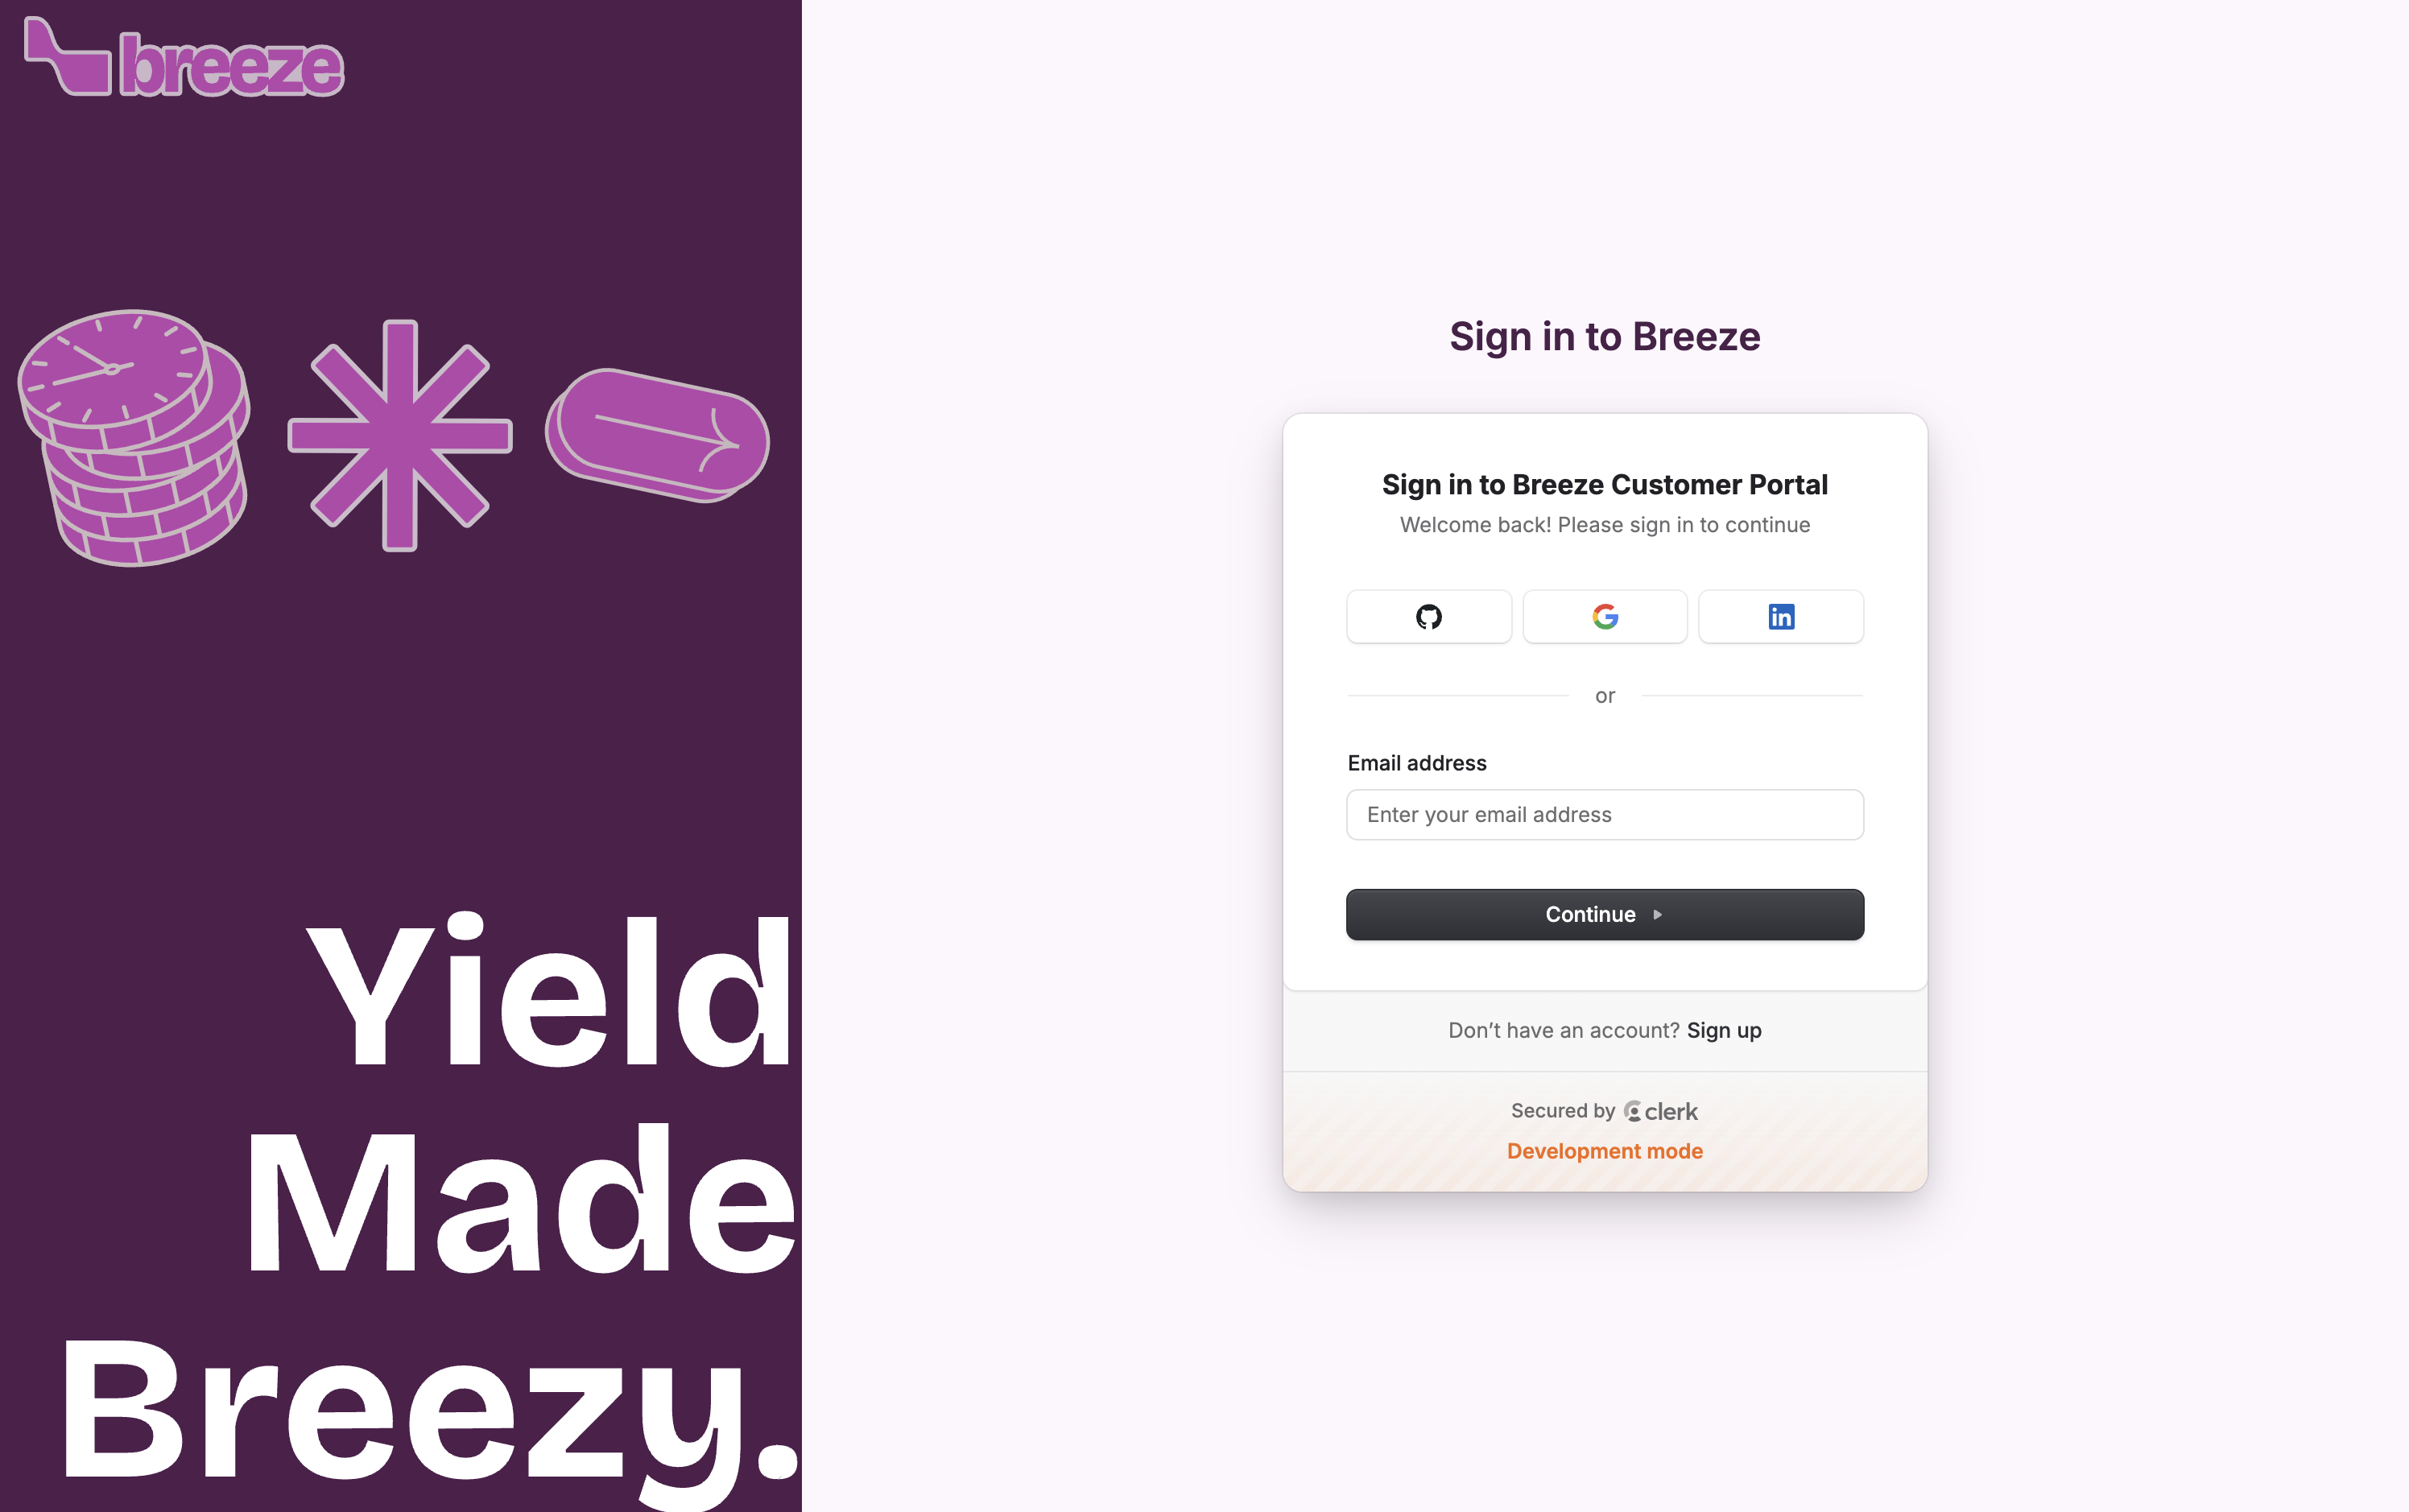 breeze
Yield
Made
Breezy.
Sign in to Breeze
Sign in to Breeze Customer Portal
Welcome back! Please sign in to continue
or
Email address
Enter your email address
Continue
Don’t have an account? Sign up
Secured by clerk
Development mode